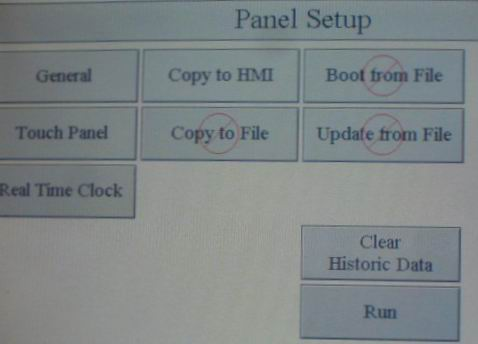 Panel Setup
General
Copy to HMI
Boot from File
Touch Panel
Copy to File
Update from File
Real Time Clock
Clear
Historic Data
Run